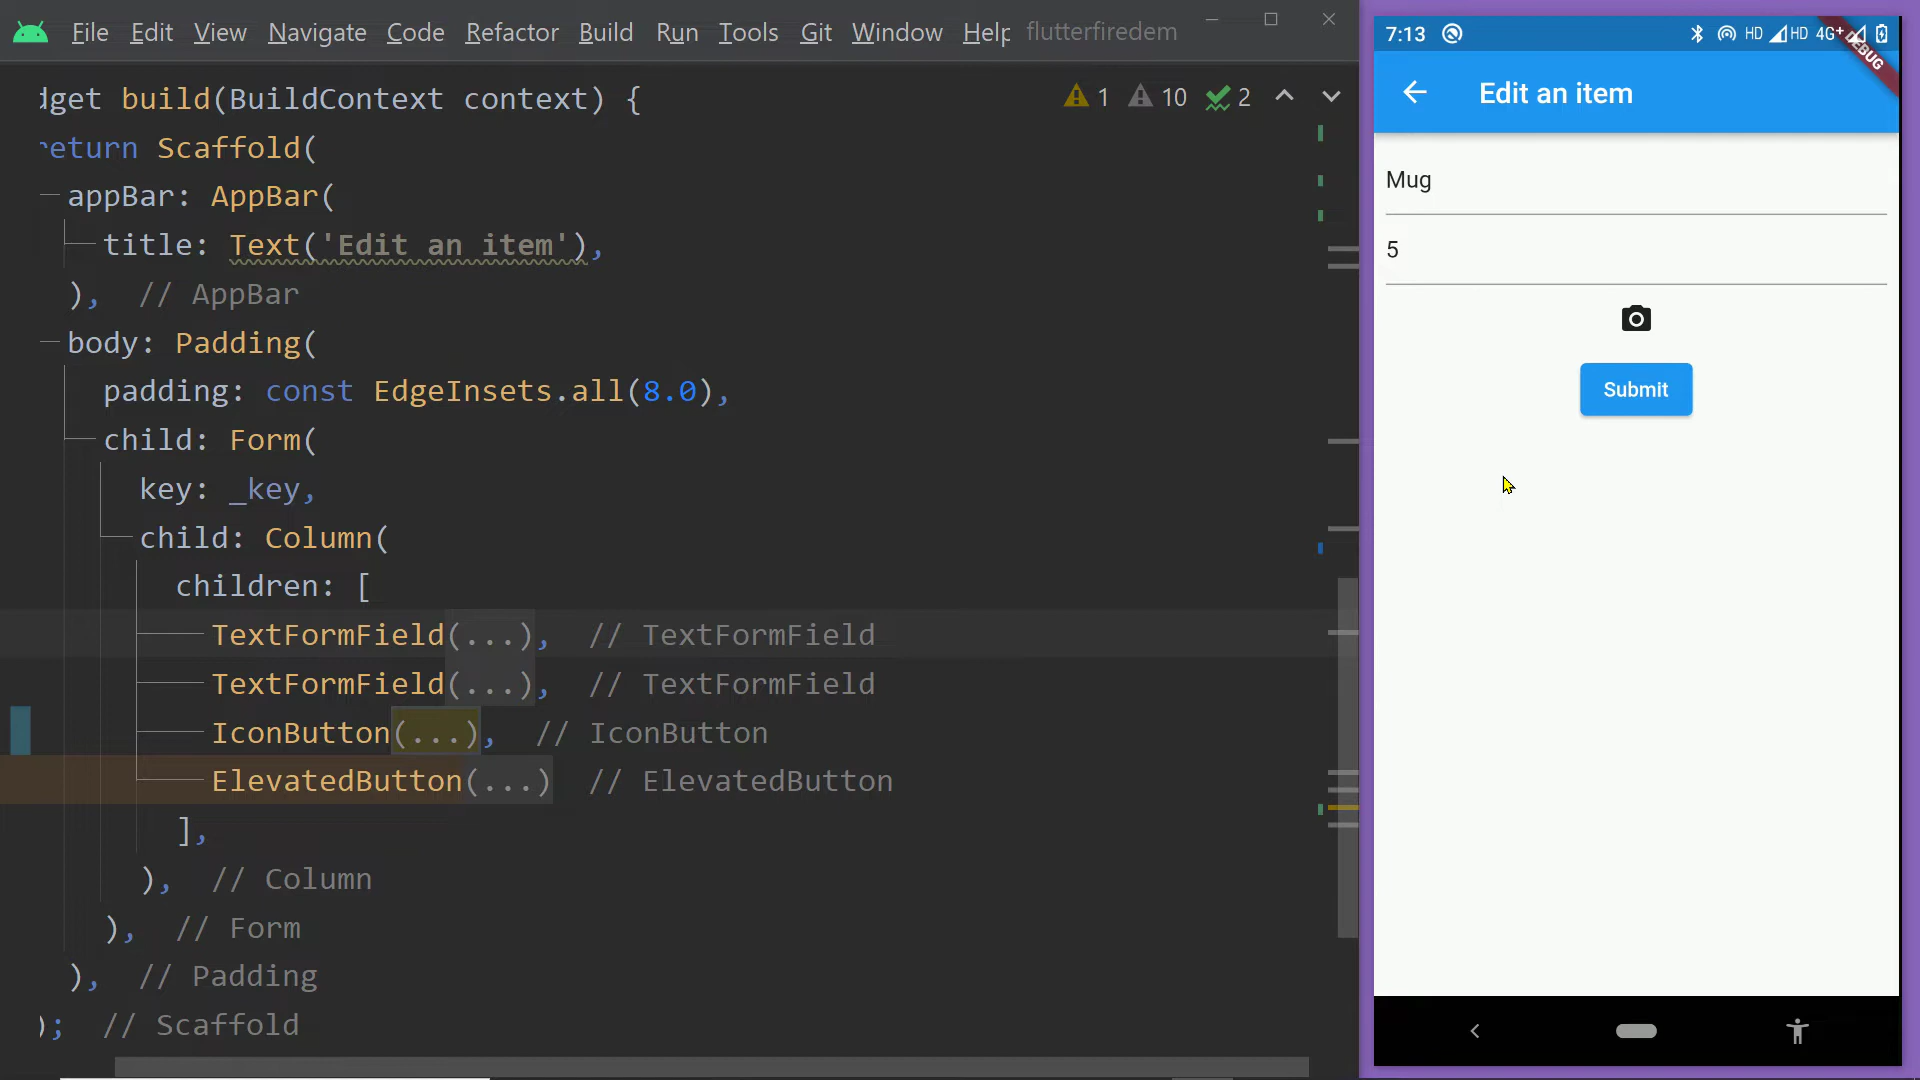 File Edit View Navigate Code Refactor Build Run Tools Git Window Help flutterfiredem
dget build(BuildContext context) {
1 10 2
return Scaffold(
appBar: AppBar(
title: Text('Edit an item'),
), // AppBar
body: Padding(
padding: const EdgeInsets.all(8.0),
child: Form(
key: _key,
child: Column(
children: [
TextFormField(...), // TextFormField
TextFormField(...), // TextFormField
IconButton(...), // IconButton
ElevatedButton(...) // ElevatedButton
],
), // Column
), // Form
), // Padding
); // Scaffold
7:13 HD HD 4G+
DEBUG
Edit an item
Mug
5
Submit